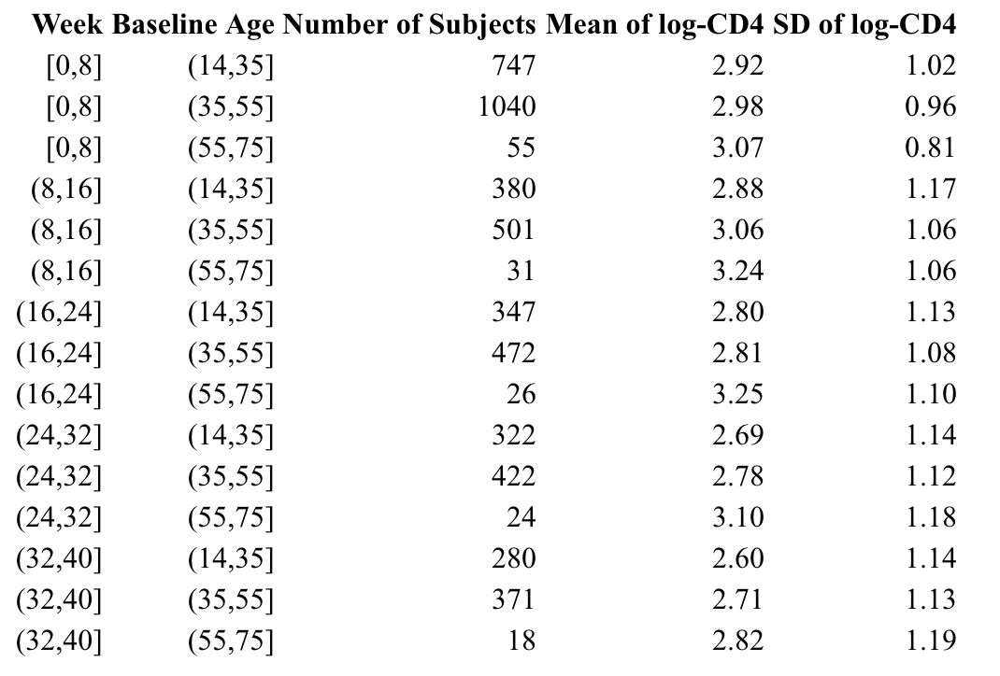 Week Baseline Age Number of Subjects Mean of log-CD4 SD of log-CD4
[0,8] (14,35] 747 2.92 1.02
[0,8] (35,55] 1040 2.98 0.96
[0,8] (55,75] 55 3.07 0.81
(8,16] (14,35] 380 2.88 1.17
(8,16] (35,55] 501 3.06 1.06
(8,16] (55,75] 31 3.24 1.06
(16,24] (14,35] 347 2.80 1.13
(16,24] (35,55] 472 2.81 1.08
(16,24] (55,75] 26 3.25 1.10
(24,32] (14,35] 322 2.69 1.14
(24,32] (35,55] 422 2.78 1.12
(24,32] (55,75] 24 3.10 1.18
(32,40] (14,35] 280 2.60 1.14
(32,40] (35,55] 371 2.71 1.13
(32,40] (55,75] 18 2.82 1.19